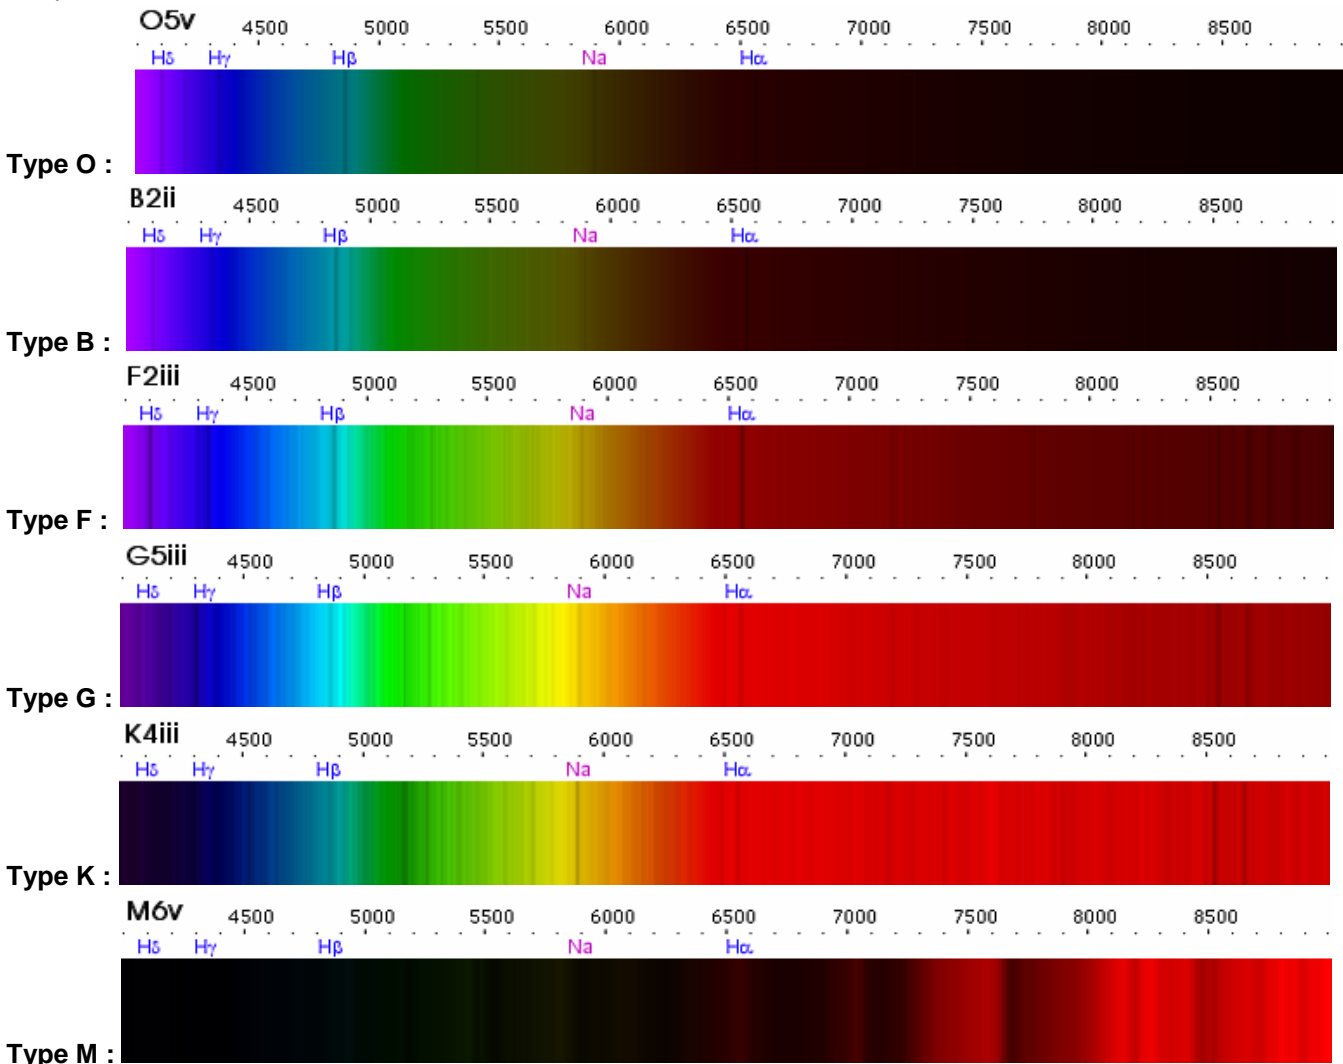 O5v 4500 5000 5500 6000 6500 7000 7500 8000 8500
Hδ Hγ Hβ Na Hα
Type O :
B2ii 4500 5000 5500 6000 6500 7000 7500 8000 8500
Hδ Hγ Hβ Na Hα
Type B :
F2iii 4500 5000 5500 6000 6500 7000 7500 8000 8500
Hδ Hγ Hβ Na Hα
Type F :
G5iii 4500 5000 5500 6000 6500 7000 7500 8000 8500
Hδ Hγ Hβ Na Hα
Type G :
K4iii 4500 5000 5500 6000 6500 7000 7500 8000 8500
Hδ Hγ Hβ Na Hα
Type K :
M6v 4500 5000 5500 6000 6500 7000 7500 8000 8500
Hδ Hγ Hβ Na Hα
Type M :